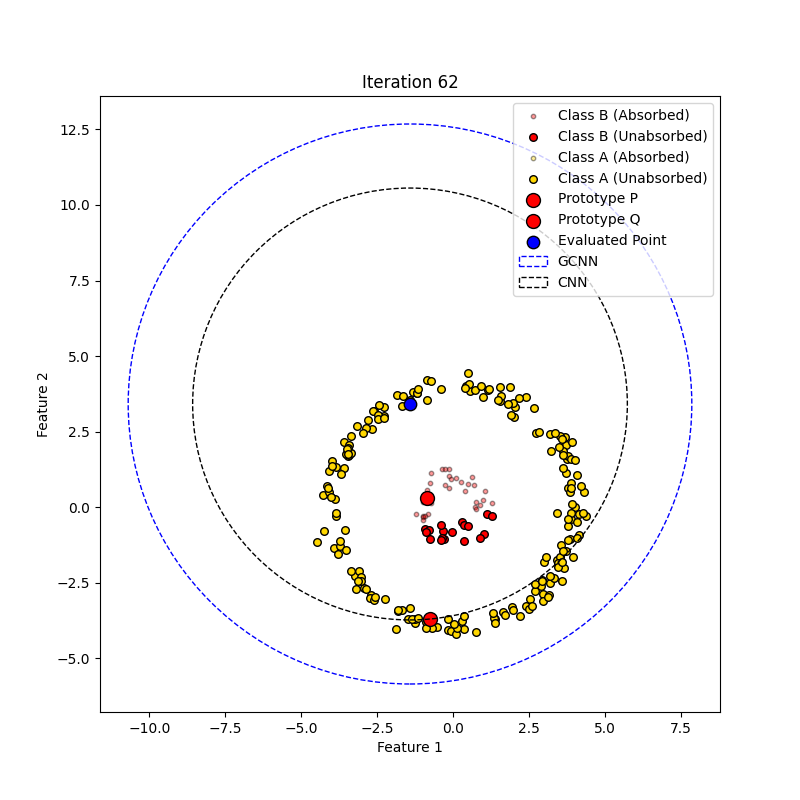 Iteration 62
Class B (Absorbed)
Class B (Unabsorbed)
Class A (Absorbed)
Class A (Unabsorbed)
Prototype P
Prototype Q
Evaluated Point
GCNN
CNN
12.5
10.0
7.5
5.0
2.5
0.0
−2.5
−5.0
Feature 2
−10.0 −7.5 −5.0 −2.5 0.0 2.5 5.0 7.5
Feature 1